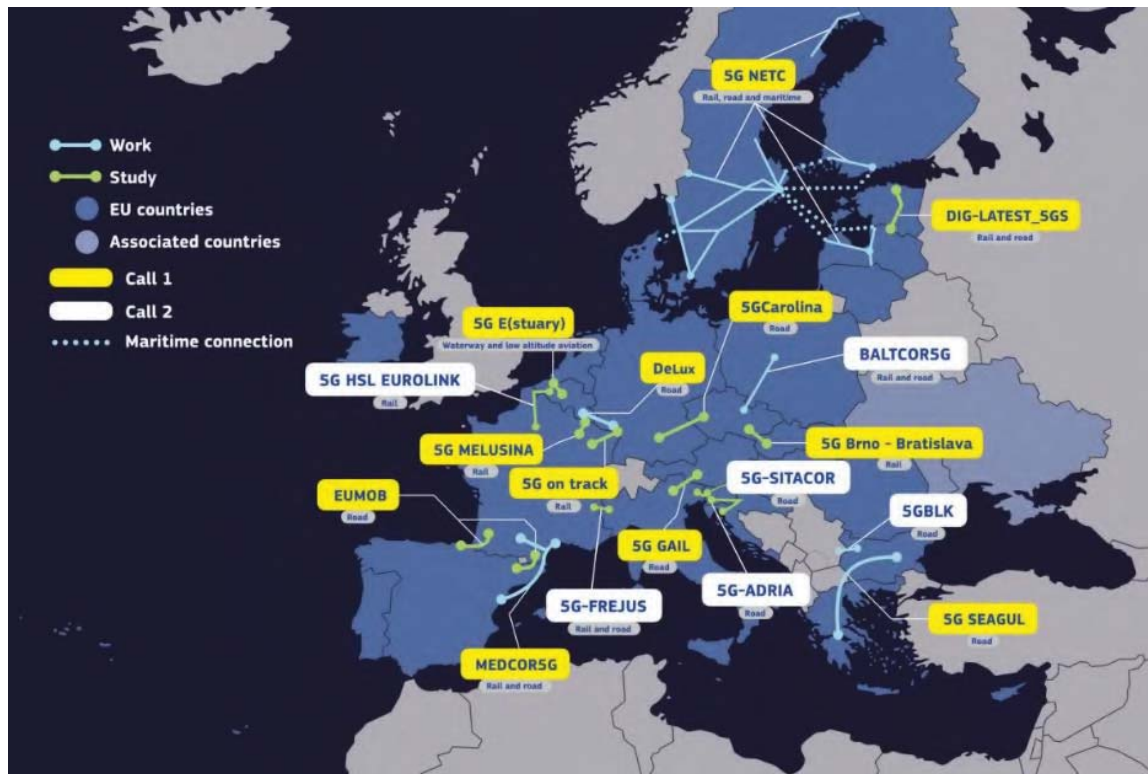 5G NETC
Rail, road and maritime
Work
Study
EU countries
Associated countries
Call 1
Call 2
Maritime connection
DIG-LATEST_5GS
Rail and road
5G E(stuary)
Waterway and low altitude aviation
5GCarolina
Road
5G HSL EUROLINK
Rail
DeLux
Road
BALTCOR5G
Rail and road
5G MELUSINA
Rail
5G Brno - Bratislava
Rail
5G on track
Rail
5G-SITACOR
Road
EUMOB
Road
5GBLK
Road
5G GAIL
Road
5G-FREJUS
Rail and road
5G-ADRIA
Road
5G SEAGUL
Road
MEDCOR5G
Rail and road